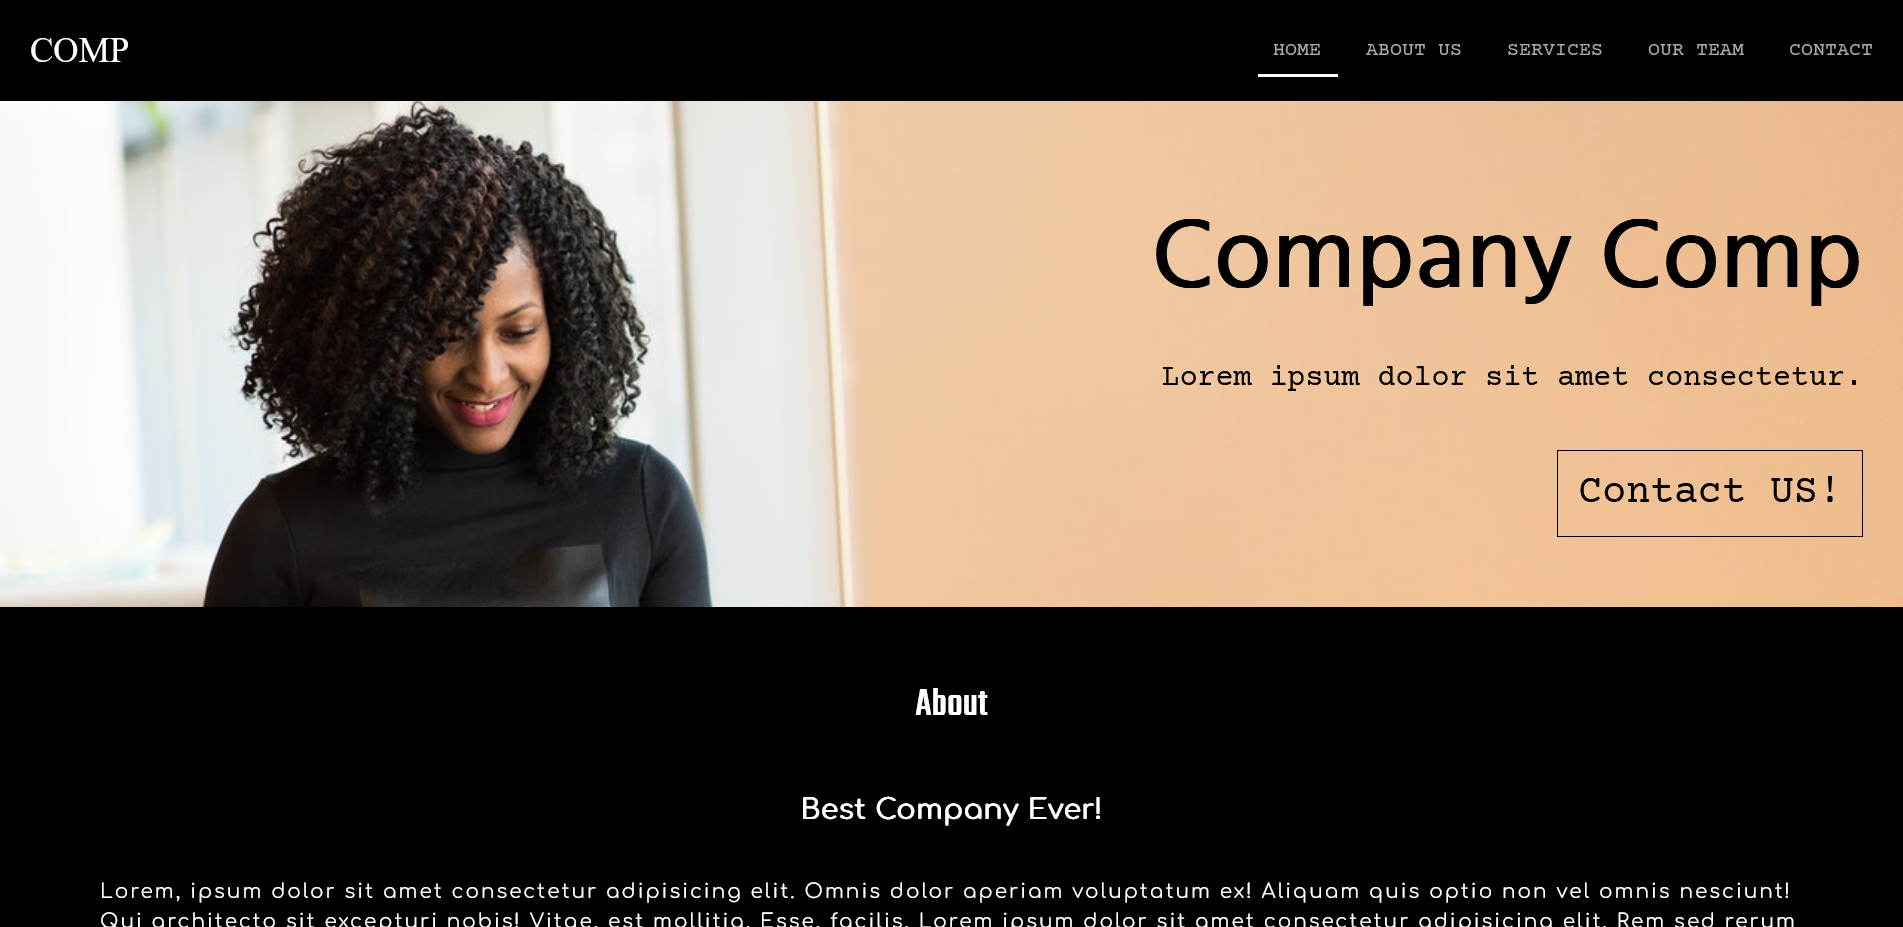 COMP
HOME ABOUT US SERVICES OUR TEAM CONTACT
Company Comp
Lorem ipsum dolor sit amet consectetur.
Contact US!
About
Best Company Ever!
Lorem, ipsum dolor sit amet consectetur adipisicing elit. Omnis dolor aperiam voluptatum ex! Aliquam quis optio non vel omnis nesciunt!
Qui architecto sit excepturi nobis! Vitae, est mollitia. Esse, facilis. Lorem ipsum dolor sit amet consectetur adipisicing elit. Rem sed rerum